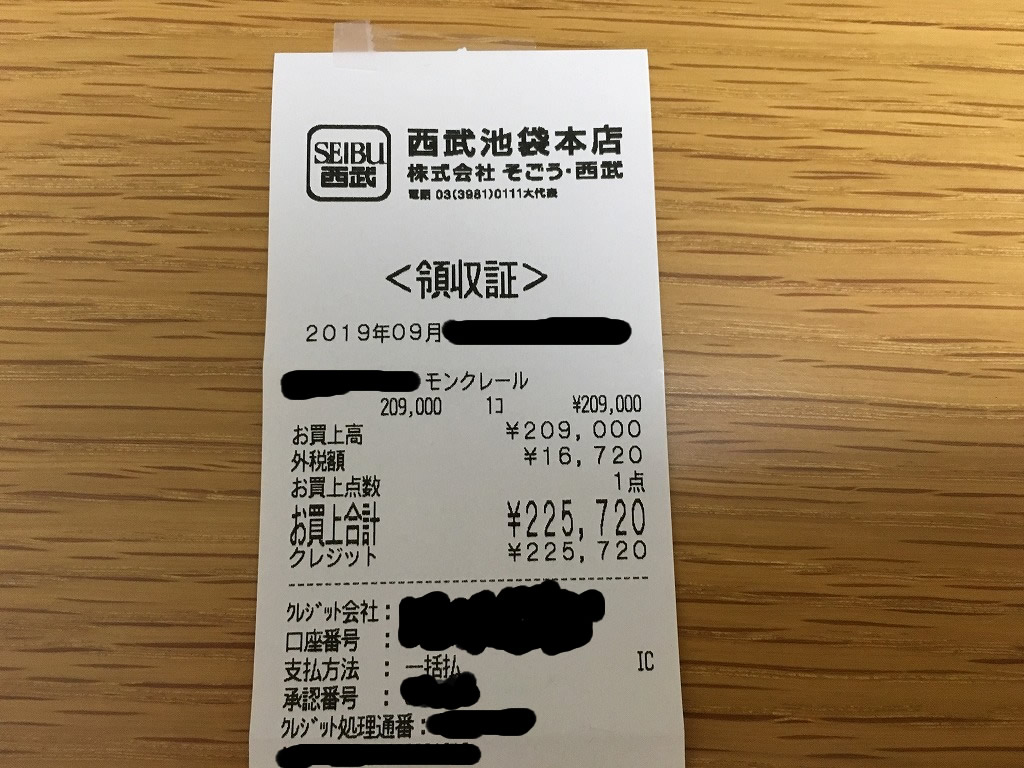 SEIBU
西武
西武池袋本店
株式会社 そごう・西武
電話 03(3981)0111大代表
<領収証>
2019年09月
モンクレール
209,000 1コ ¥209,000
お買上高 ¥209,000
外税額 ¥16,720
お買上点数 1点
お買上合計 ¥225,720
クレジット ¥225,720
ｸﾚｼﾞｯﾄ会社：
口座番号 ：
支払方法 ：一括払 IC
承認番号 ：
ｸﾚｼﾞｯﾄ処理通番：